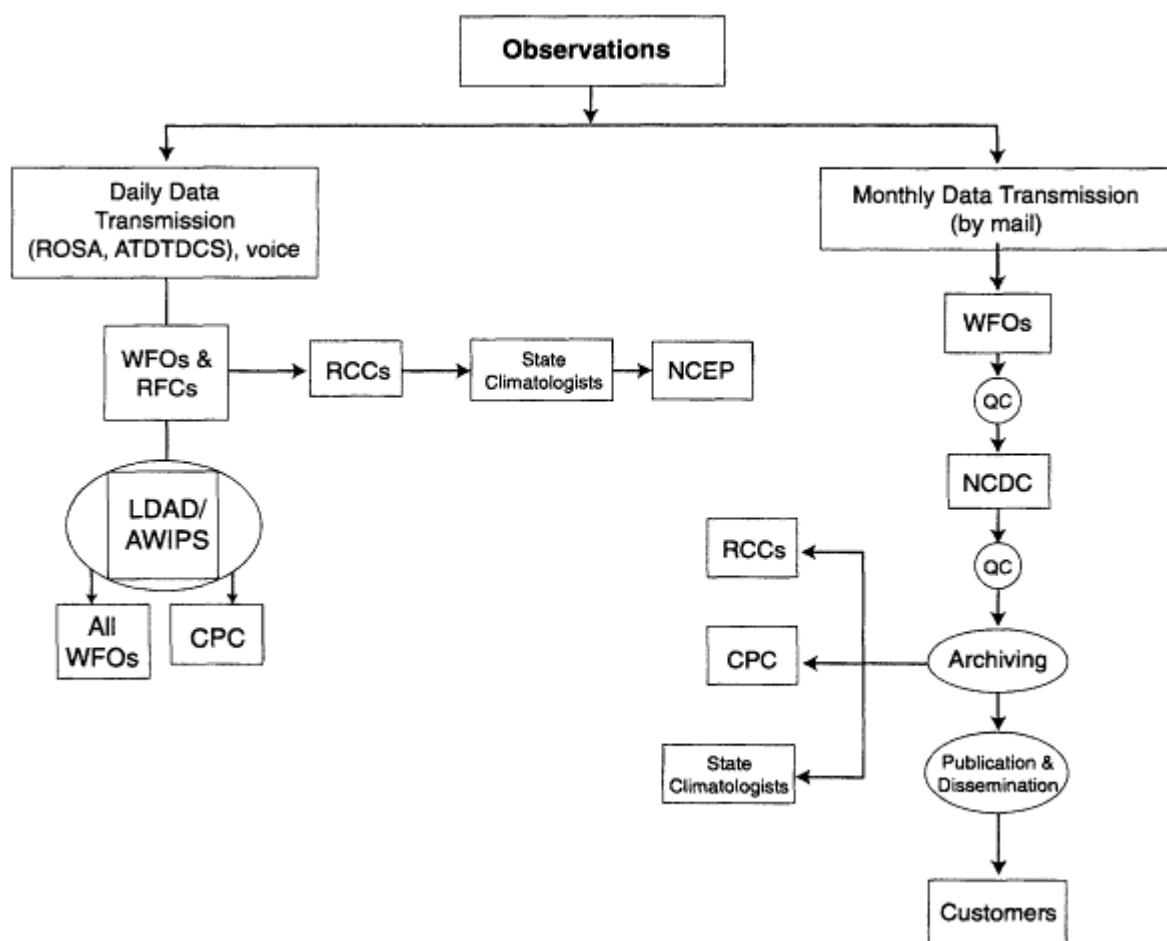 Observations
Daily Data
Transmission
(ROSA, ATDTDCS), voice
Monthly Data Transmission
(by mail)
WFOs &
RFCs
RCCs
State
Climatologists
NCEP
LDAD/
AWIPS
All
WFOs
CPC
WFOs
QC
NCDC
QC
Archiving
RCCs
CPC
State
Climatologists
Publication &
Dissemination
Customers